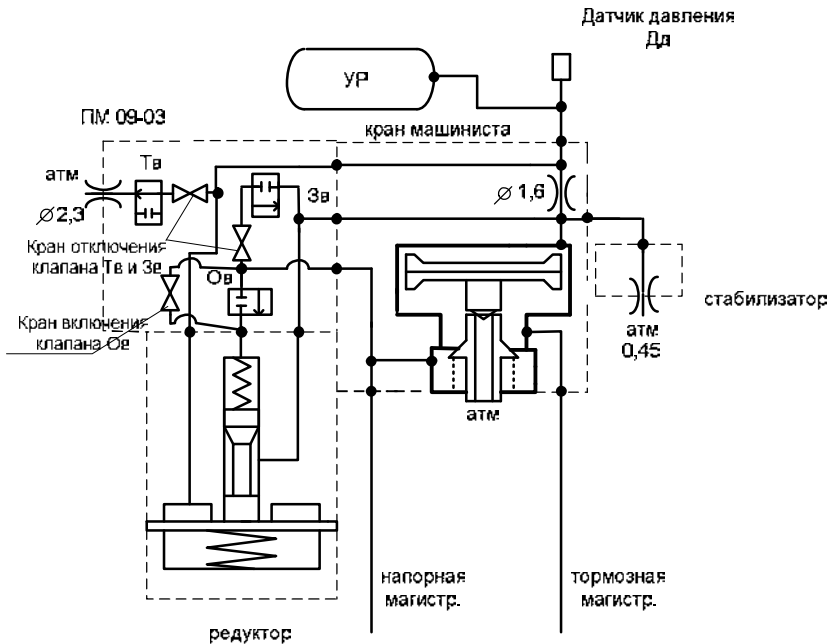 Датчик давления
Дд
УР
ПМ 09-03
кран машиниста
атм
Тв
Зв
⌀ 1,6
⌀ 2,3
Кран отключения
клапана Тв и Зв
Ов
стабилизатор
Кран включения
клапана Ов
атм
0,45
атм
напорная
магистр.
тормозная
магистр.
редуктор